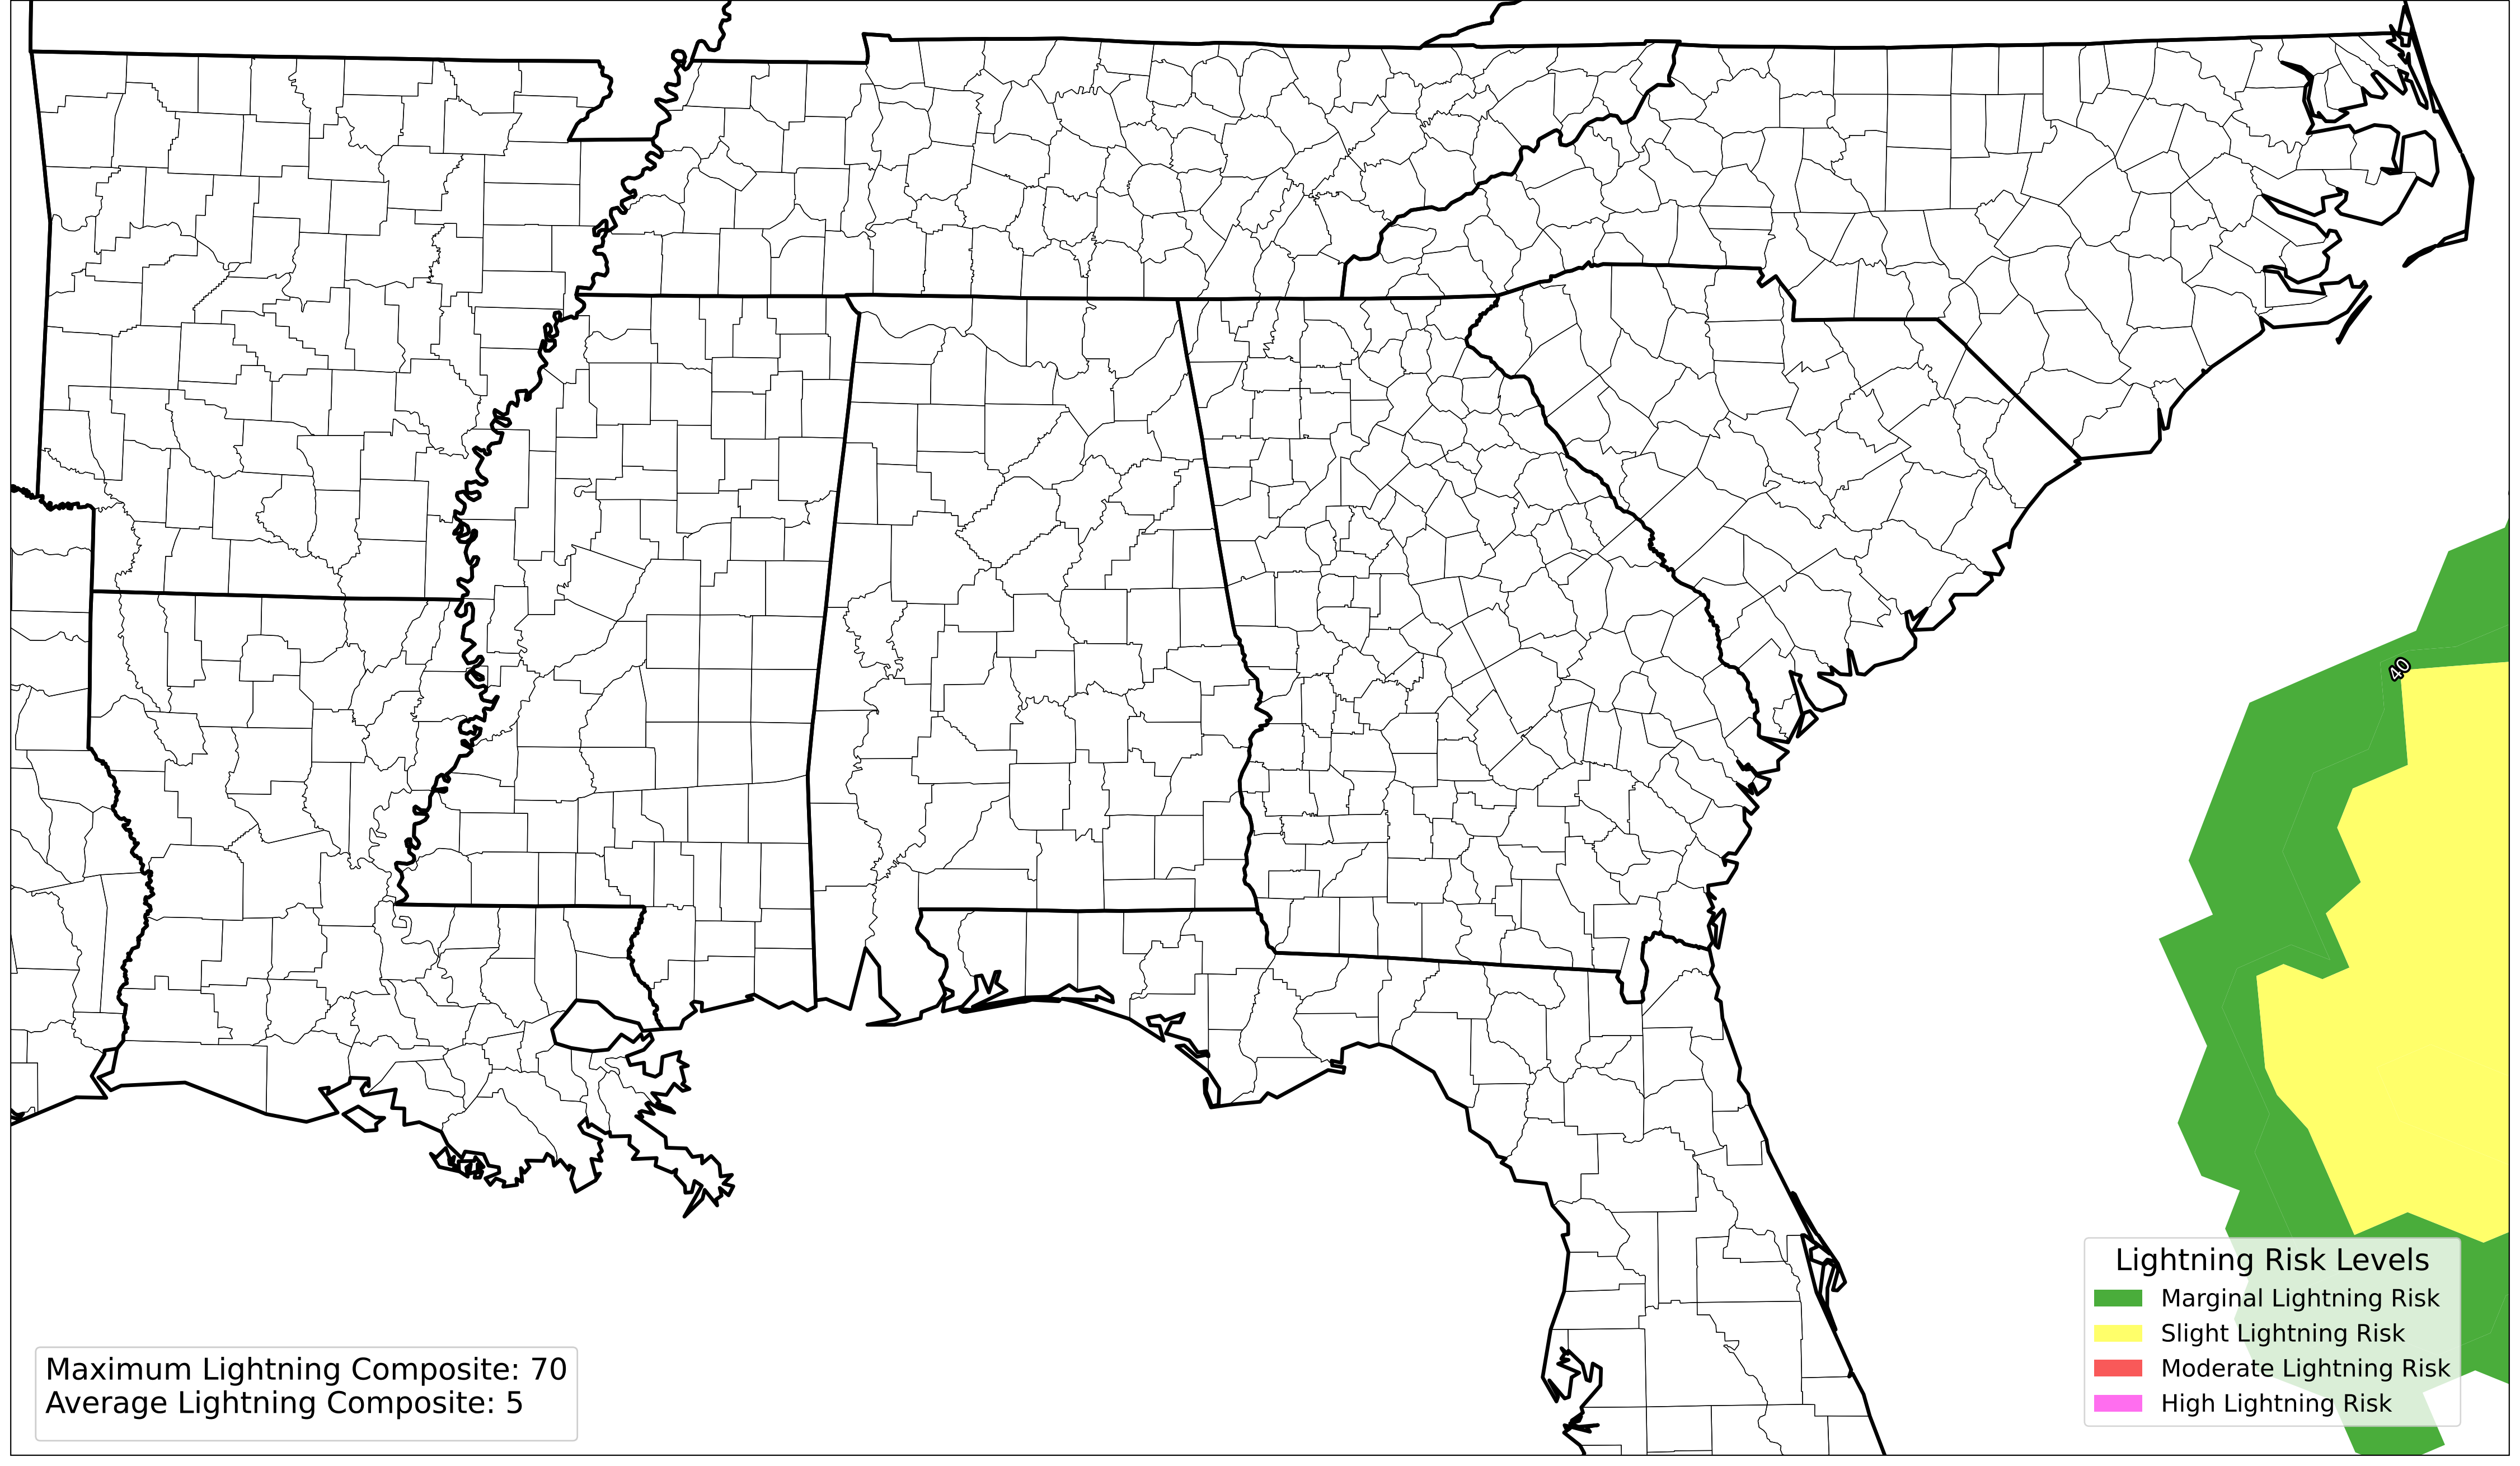 40
Lightning Risk Levels
Marginal Lightning Risk
Slight Lightning Risk
Moderate Lightning Risk
High Lightning Risk
Maximum Lightning Composite: 70
Average Lightning Composite: 5